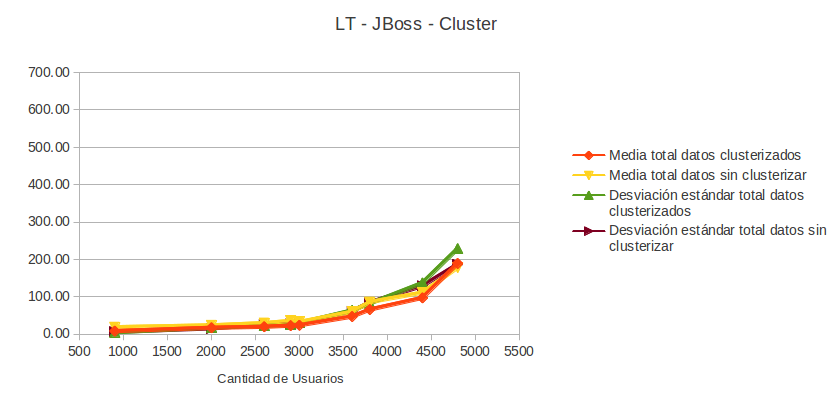 LT - JBoss - Cluster
700.00
600.00
500.00
400.00
300.00
200.00
100.00
0.00
500 1000 1500 2000 2500 3000 3500 4000 4500 5000 5500
Cantidad de Usuarios
Media total datos clusterizados
Media total datos sin clusterizar
Desviación estándar total datos
clusterizados
Desviación estándar total datos sin
clusterizar